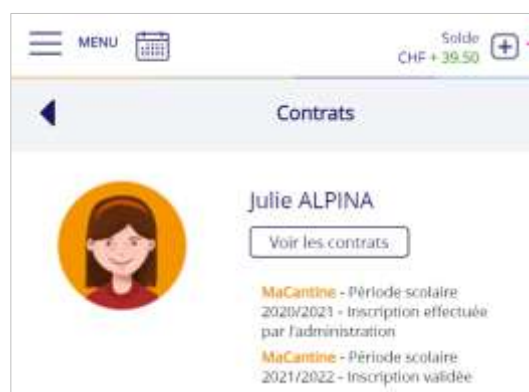 MENU
Solde
CHF + 39.50
Contrats
Julie ALPINA
Voir les contrats
MaCantine - Période scolaire
2020/2021 - Inscription effectuée
par l'administration
MaCantine - Période scolaire
2021/2022 - Inscription validée